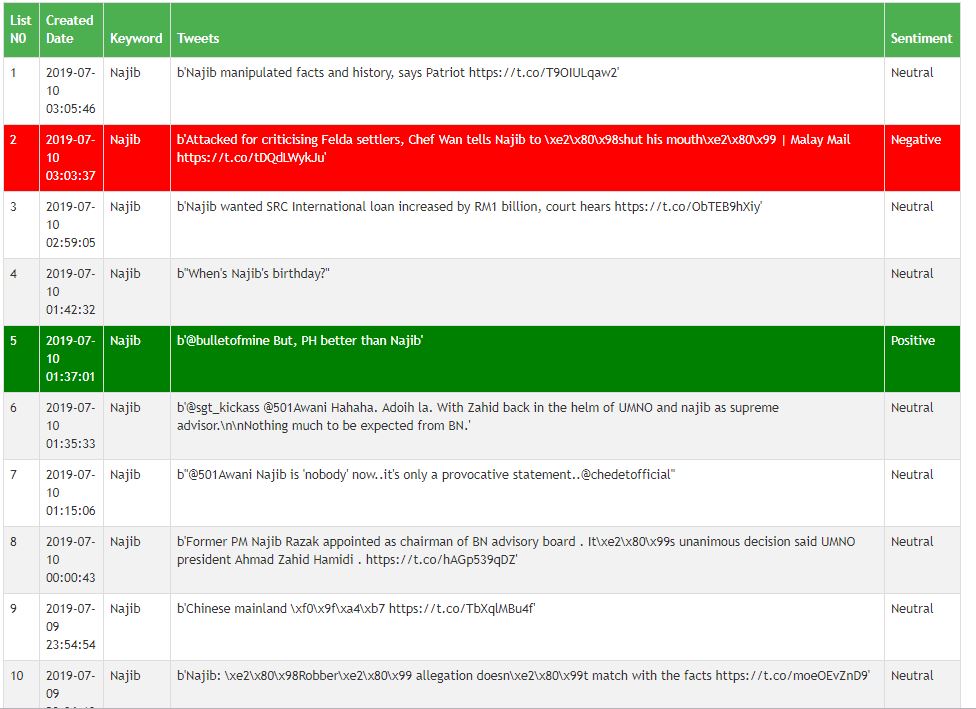 List N0 Created Date Keyword Tweets Sentiment
1 2019-07-10 03:05:46 Najib b'Najib manipulated facts and history, says Patriot https://t.co/T9OIULqaw2' Neutral
2 2019-07-10 03:03:37 Najib b'Attacked for criticising Felda settlers, Chef Wan tells Najib to \xe2\x80\x98shut his mouth\xe2\x80\x99 | Malay Mail
https://t.co/tDQdLWykJu' Negative
3 2019-07-10 02:59:05 Najib b'Najib wanted SRC International loan increased by RM1 billion, court hears https://t.co/ObTEB9hXiy' Neutral
4 2019-07-10 01:42:32 Najib b"When's Najib's birthday?" Neutral
5 2019-07-10 01:37:01 Najib b'@bulletofmine But, PH better than Najib' Positive
6 2019-07-10 01:35:33 Najib b'@sgt_kickass @501Awani Hahaha. Adoih la. With Zahid back in the helm of UMNO and najib as supreme
advisor.\n\nNothing much to be expected from BN.' Neutral
7 2019-07-10 01:15:06 Najib b"@501Awani Najib is 'nobody' now..it's only a provocative statement..@chedetofficial" Neutral
8 2019-07-10 00:00:43 Najib b'Former PM Najib Razak appointed as chairman of BN advisory board . It\xe2\x80\x99s unanimous decision said UMNO
president Ahmad Zahid Hamidi . https://t.co/hAGp539qDZ' Neutral
9 2019-07-09 23:54:54 Najib b'Chinese mainland \xf0\x9f\xa4\xb7 https://t.co/TbXqlMBu4f' Neutral
10 2019-07-09 Najib b'Najib: \xe2\x80\x98Robber\xe2\x80\x99 allegation doesn\xe2\x80\x99t match with the facts https://t.co/moeOEvZnD9' Neutral